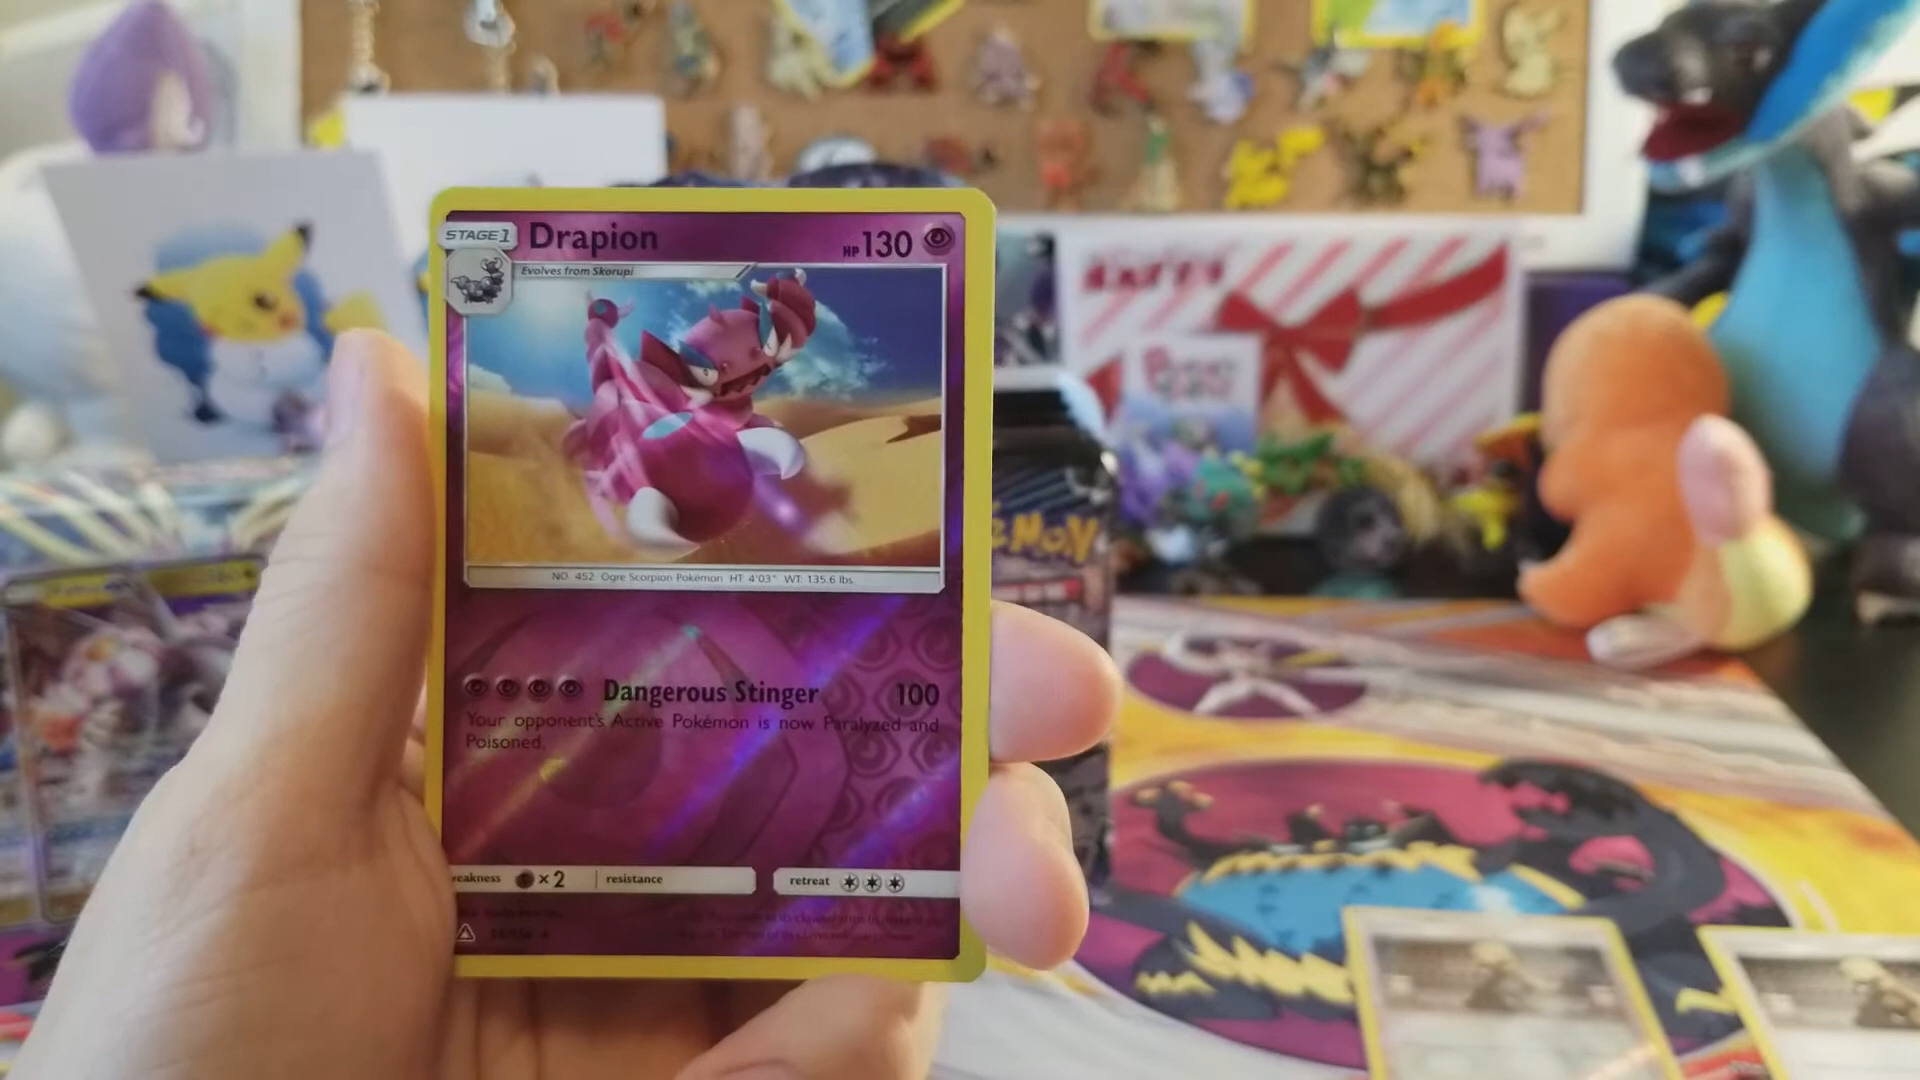 STAGE 1 Drapion HP 130
Evolves from Skorupi
NO. 452 Ogre Scorpion Pokémon HT: 4'03" WT: 135.6 lbs.
Dangerous Stinger 100
Your opponent's Active Pokémon is now Paralyzed and
Poisoned.
weakness ×2 resistance retreat